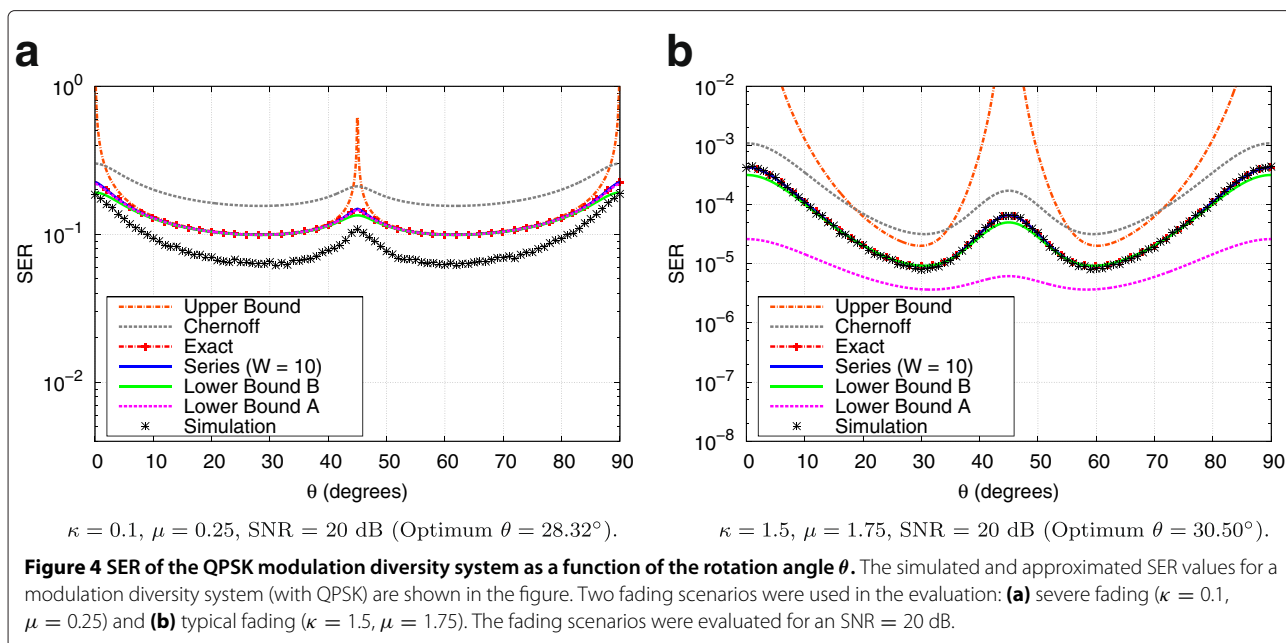 a
10^0
10^-1
10^-2
SER
Upper Bound
Chernoff
Exact
Series (W = 10)
Lower Bound B
Lower Bound A
Simulation
0 10 20 30 40 50 60 70 80 90
θ (degrees)
κ = 0.1, μ = 0.25, SNR = 20 dB (Optimum θ = 28.32°).
b
10^-2
10^-3
10^-4
10^-5
10^-6
10^-7
10^-8
SER
Upper Bound
Chernoff
Exact
Series (W = 10)
Lower Bound B
Lower Bound A
Simulation
0 10 20 30 40 50 60 70 80 90
θ (degrees)
κ = 1.5, μ = 1.75, SNR = 20 dB (Optimum θ = 30.50°).
Figure 4 SER of the QPSK modulation diversity system as a function of the rotation angle θ. The simulated and approximated SER values for a
modulation diversity system (with QPSK) are shown in the figure. Two fading scenarios were used in the evaluation: (a) severe fading (κ = 0.1,
μ = 0.25) and (b) typical fading (κ = 1.5, μ = 1.75). The fading scenarios were evaluated for an SNR = 20 dB.